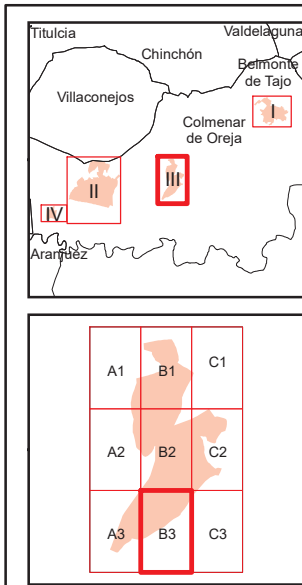 Titulcia
Valdelaguna
Chinchón
Belmonte
de Tajo
Villaconejos
I
Colmenar
de Oreja
II
III
IV
Aranjuez
A1 B1 C1
A2 B2 C2
A3 B3 C3